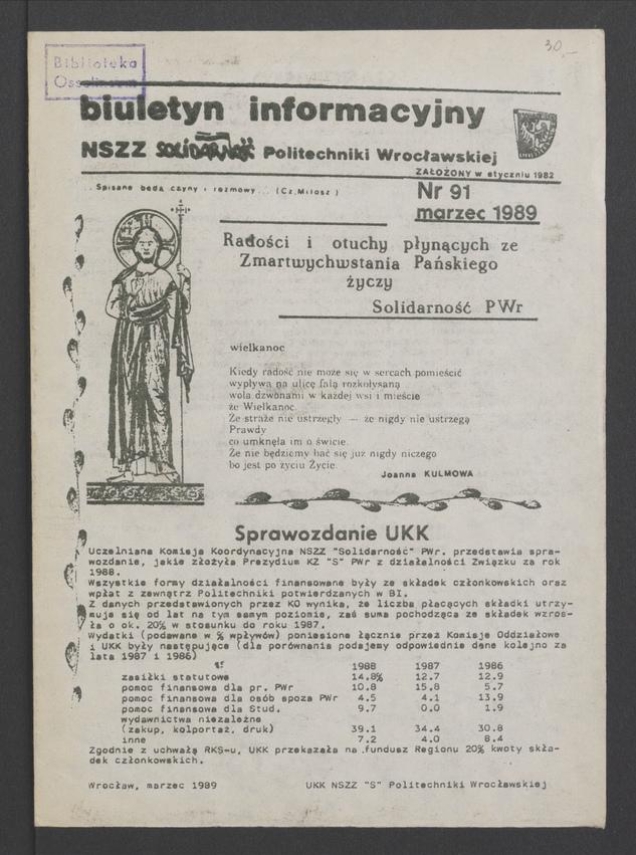 30.-
Biblioteka
Ossolineum
biuletyn informacyjny
NSZZ SOLIDARNOŚĆ Politechniki Wrocławskiej
ZAŁOŻONY w styczniu 1982
Spisane będą czyny i rozmowy... (Cz.Miłosz)
Nr 91
marzec 1989
Radości i otuchy płynących ze
Zmartwychwstania Pańskiego
życzy
Solidarność PWr
wielkanoc
Kiedy radość nie może się w sercach pomieścić
wypływa na ulicę falą rozkołysaną
woła dzwonami w każdej wsi i mieście
że Wielkanoc
Że straże nie ustrzegły — że nigdy nie ustrzegą
Prawdy
co umknęła im o świcie.
Że nie będziemy bać się już nigdy niczego
bo jest po życiu Życie.
Joanna KULMOWA
Sprawozdanie UKK
Uczelniana Komisja Koordynacyjna NSZZ "Solidarność" PWr. przedstawia spra-
wozdanie, jakie złożyła Prezydium KZ "S" PWr z działalności Związku za rok
1988.
Wszystkie formy działalności finansowane były ze składek członkowskich oraz
wpłat z zewnątrz Politechniki potwierdzanych w BI.
Z danych przedstawionych przez KO wynika, że liczba płacących składki utrzy-
muje się od lat na tym samym poziomie, zaś suma pochodząca ze składek wzros-
ła o ok. 20% w stosunku do roku 1987.
Wydatki (podawane w % wpływów) poniesione łącznie przez Komisje Oddziałowe
i UKK były następujące (dla porównania podajemy odpowiednie dane kolejno za
lata 1987 i 1986)
1988 1987 1986
zasiłki statutowe 14.8% 12.7 12.9
pomoc finansowa dla pr. PWr 10.8 15.8 5.7
pomoc finansowa dla osób spoza PWr 4.5 4.1 13.9
pomoc finansowa dla Stud. 9.7 0.0 1.9
wydawnictwa niezależne
(zakup, kolportaż, druk) 39.1 34.4 30.8
inne 7.2 4.0 8.4
Zgodnie z uchwałą RKS-u, UKK przekazała na fundusz Regionu 20% kwoty skła-
dek członkowskich.
Wrocław, marzec 1989 UKK NSZZ "S" Politechniki Wrocławskiej